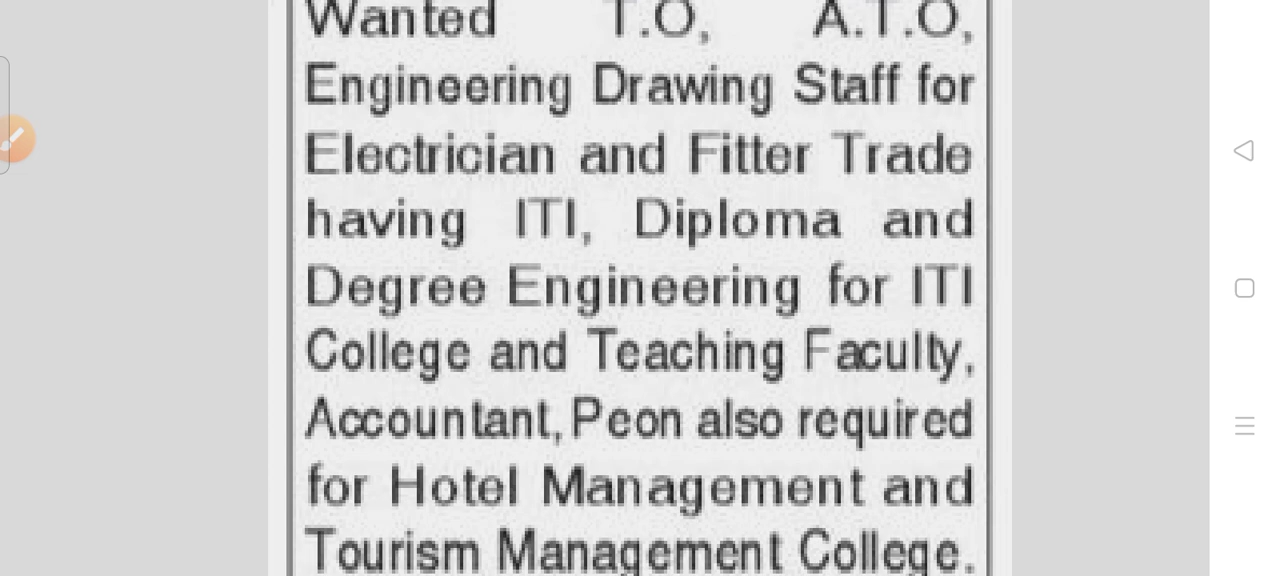 Wanted T.O, A.T.O,
Engineering Drawing Staff for
Electrician and Fitter Trade
having ITI, Diploma and
Degree Engineering for ITI
College and Teaching Faculty,
Accountant, Peon also required
for Hotel Management and
Tourism Management College.